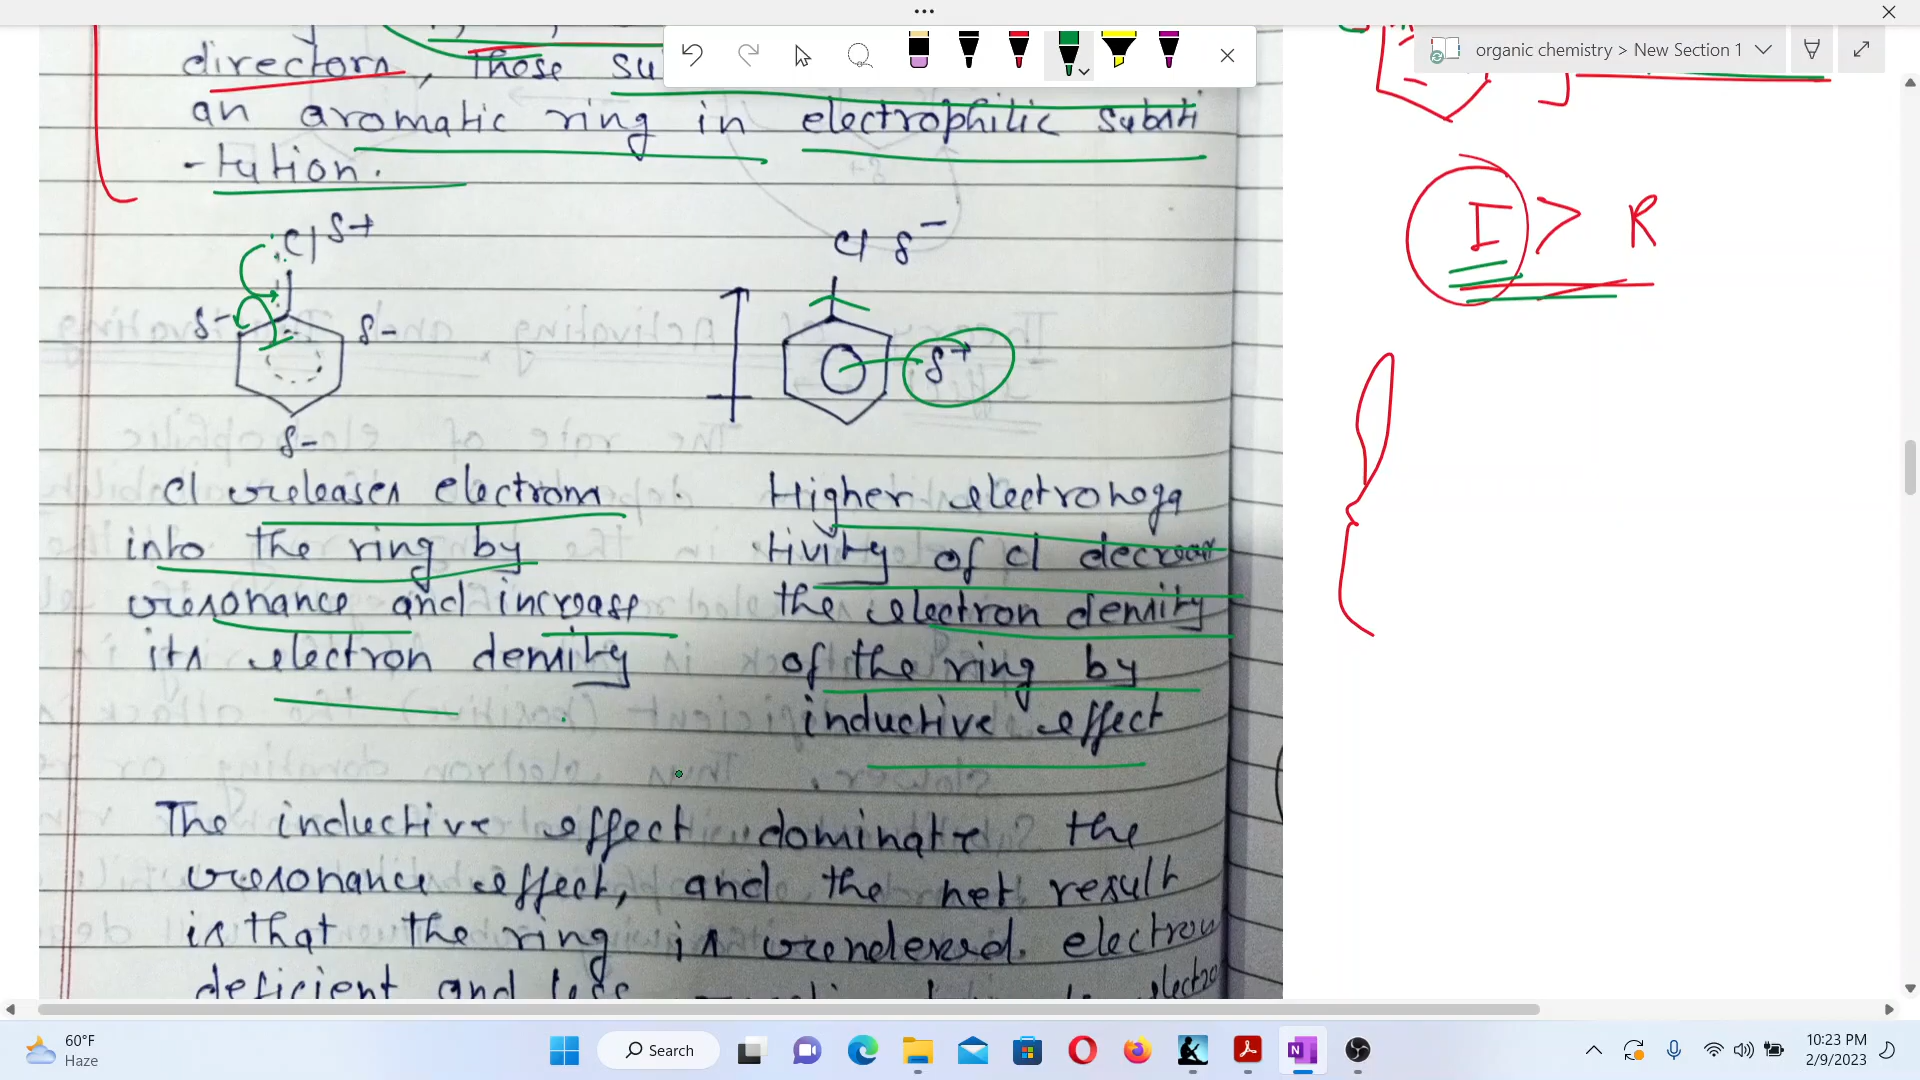 organic chemistry > New Section 1
directors, those su
an aromatic ring in electrophilic substi
-tution.
Cl δ+
δ-
δ-
δ-
Cl δ-
δ+
I > R
Cl releases electrons
into the ring by
resonance and increase
its electron density
Higher electronega
tivity of Cl decreas
the electron density
of the ring by
inductive effect
The inductive effect dominate the
resonance effect, and the net result
is that the ring is rendered. electron
deficient and less
60°F
Haze
Search
10:23 PM
2/9/2023